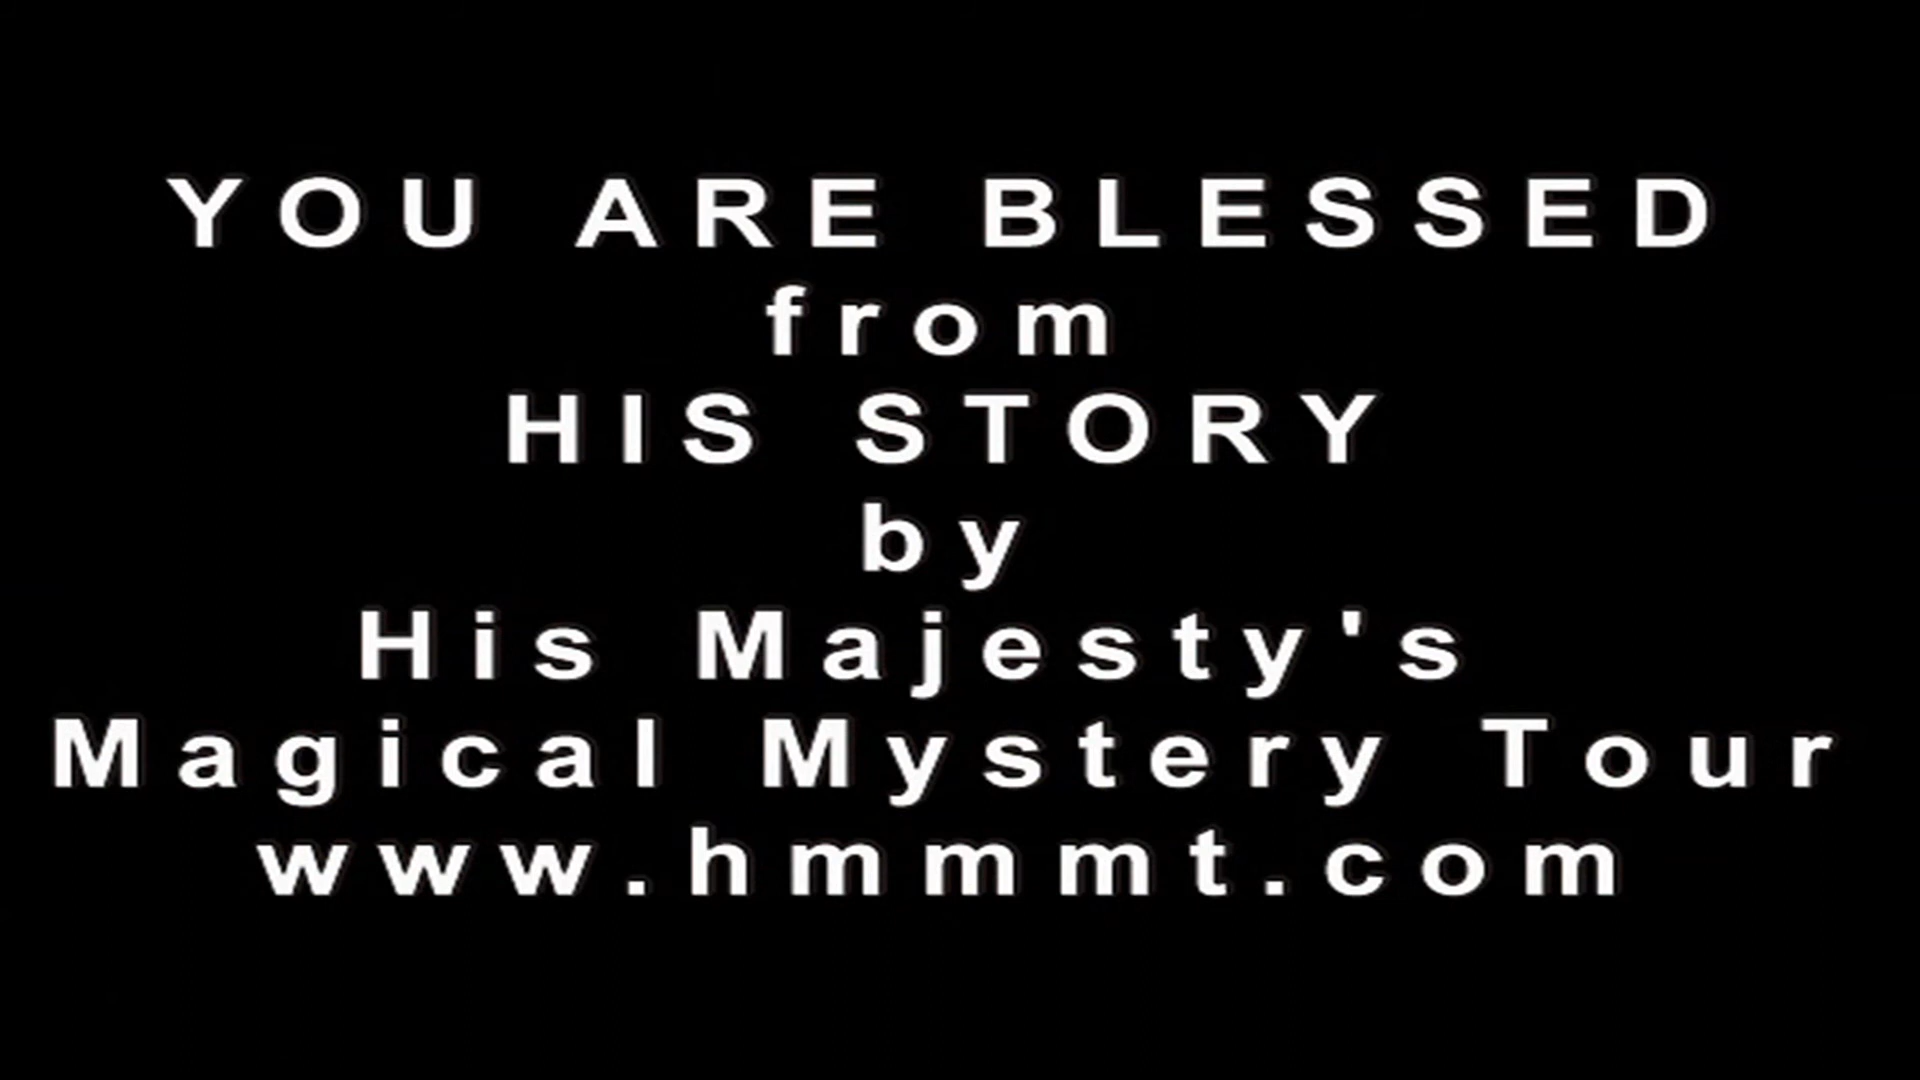 YOU ARE BLESSED
from
HIS STORY
by
His Majesty's
Magical Mystery Tour
www.hmmmt.com